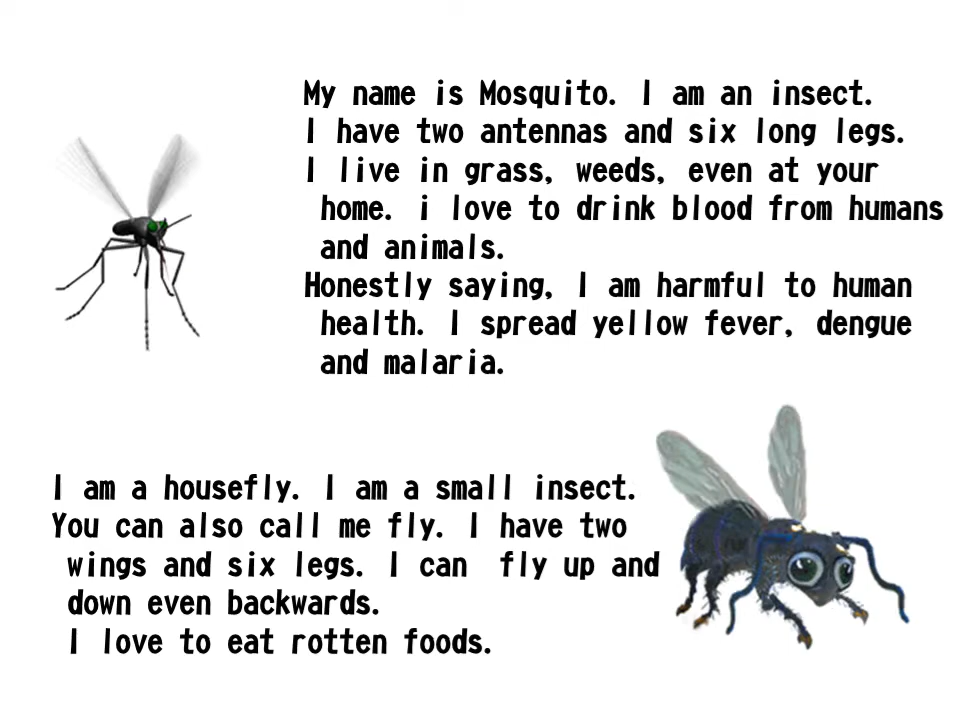 My name is Mosquito. I am an insect.
I have two antennas and six long legs.
I live in grass, weeds, even at your
home. i love to drink blood from humans
and animals.
Honestly saying, I am harmful to human
health. I spread yellow fever, dengue
and malaria.
I am a housefly. I am a small insect.
You can also call me fly. I have two
wings and six legs. I can fly up and
down even backwards.
I love to eat rotten foods.